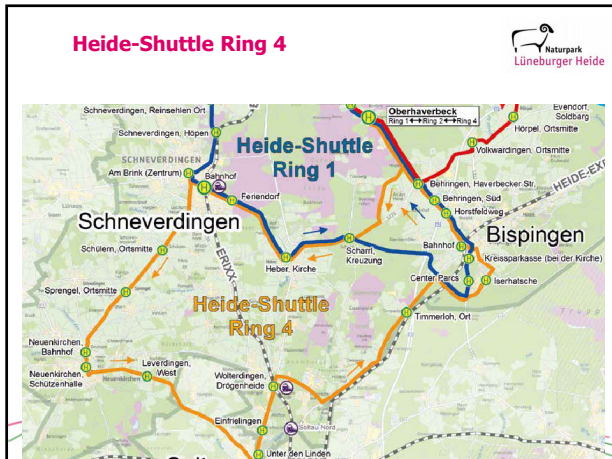 Heide-Shuttle Ring 4
Naturpark
Lüneburger Heide
Schneverdingen, Reinsehlen Ort
Oberhaverbeck
Ring 1 ↔ Ring 2 ↔ Ring 4
Evendorf,
Soldbarg
Hörpel, Ortsmitte
Schneverdingen, Höpen
Volkwardingen, Ortsmitte
Heide-Shuttle
Ring 1
SCHNEVERDINGEN
Am Brink (Zentrum)
Bahnhof
Behringen, Haverbecker Str.
HEIDE-EXP
Feriendorf
Behringen, Süd
Horstfeldweg
Schneverdingen
Bispingen
Schülern, Ortsmitte
ERIXX
Scharrl,
Kreuzung
Bahnhof
Heber, Kirche
Kreissparkasse (bei der Kirche)
Center Parcs
Iserhatsche
Sprengel, Ortsmitte
Heide-Shuttle
Ring 4
Timmerloh, Ort
Neuenkirchen,
Bahnhof
Leverdingen,
West
Neuenkirchen,
Schützenhalle
Neuenkirchen
Wolterdingen,
Drögenheide
Soltau Nord
Einfrielingen
Unter den Linden